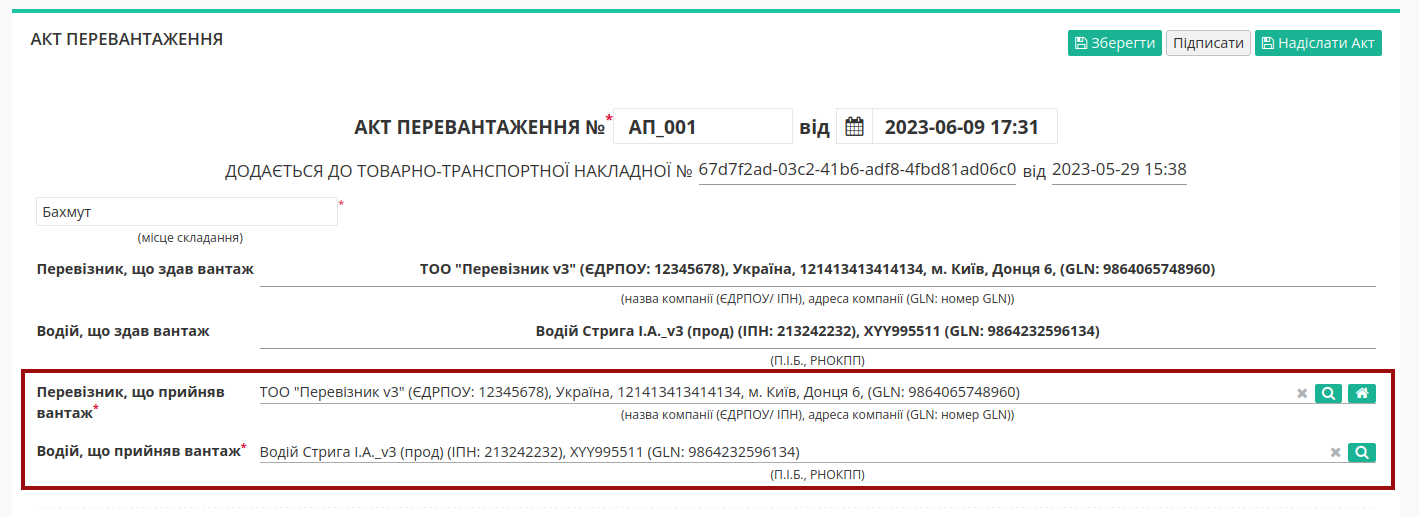 АКТ ПЕРЕВАНТАЖЕННЯ
Зберегти Підписати Надіслати Акт
АКТ ПЕРЕВАНТАЖЕННЯ №* АП_001 від 2023-06-09 17:31
ДОДАЄТЬСЯ ДО ТОВАРНО-ТРАНСПОРТНОЇ НАКЛАДНОЇ № 67d7f2ad-03c2-41b6-adf8-4fbd81ad06c0 від 2023-05-29 15:38
Бахмут *
(місце складання)
Перевізник, що здав вантаж ТОО "Перевізник v3" (ЄДРПОУ: 12345678), Україна, 121413413414134, м. Київ, Донця 6, (GLN: 9864065748960)
(назва компанії (ЄДРПОУ/ ІПН), адреса компанії (GLN: номер GLN))
Водій, що здав вантаж Водій Стрига І.А._v3 (прод) (ІПН: 213242232), XYY995511 (GLN: 9864232596134)
(П.І.Б., РНОКПП)
Перевізник, що прийняв ТОО "Перевізник v3" (ЄДРПОУ: 12345678), Україна, 121413413414134, м. Київ, Донця 6, (GLN: 9864065748960)
вантаж* (назва компанії (ЄДРПОУ/ ІПН), адреса компанії (GLN: номер GLN))
Водій, що прийняв вантаж* Водій Стрига І.А._v3 (прод) (ІПН: 213242232), XYY995511 (GLN: 9864232596134)
(П.І.Б., РНОКПП)